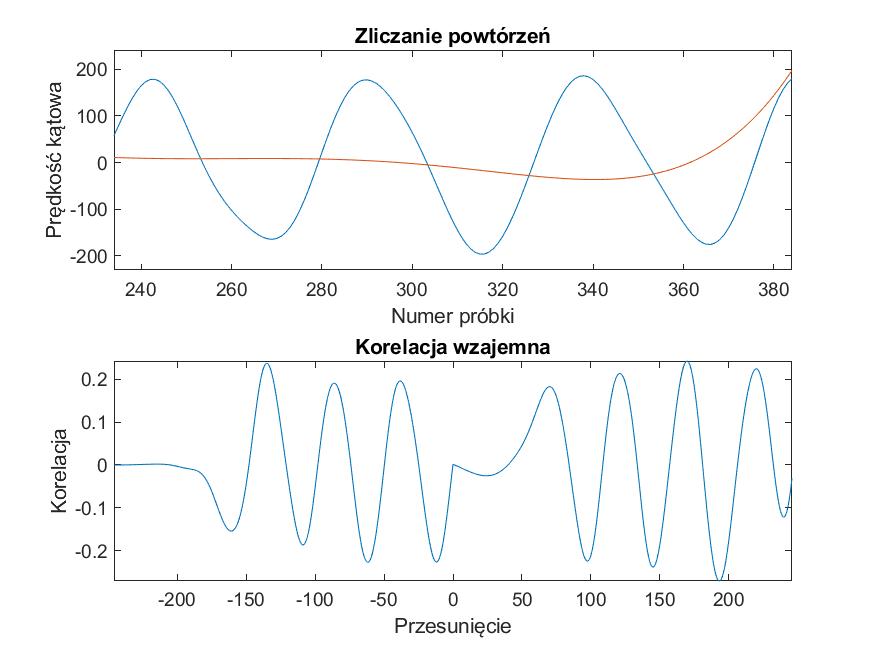 Zliczanie powtórzeń
200
100
0
-100
-200
Prędkość kątowa
240 260 280 300 320 340 360 380
Numer próbki
Korelacja wzajemna
0.2
0.1
0
-0.1
-0.2
Korelacja
-200 -150 -100 -50 0 50 100 150 200
Przesunięcie